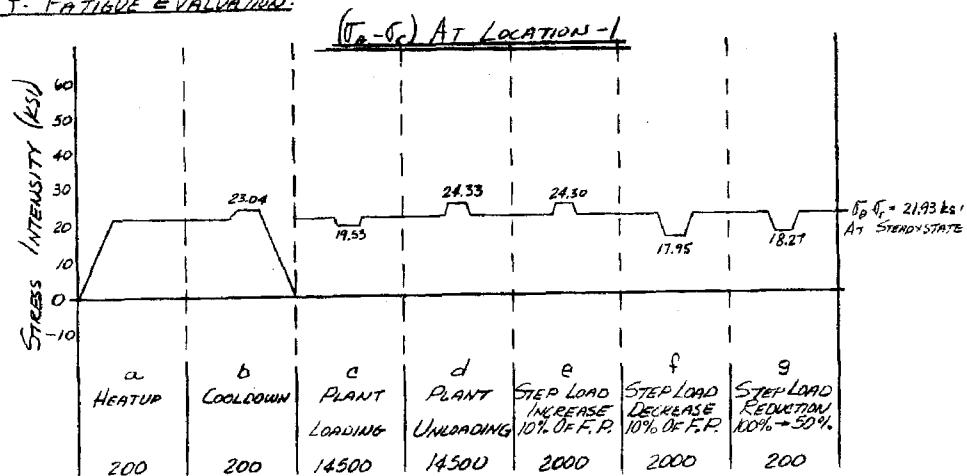 I. FATIGUE EVALUATION:
(σθ-σr) AT LOCATION-1
STRESS INTENSITY (KSI)
60
50
40
30
20
10
0
-10
23.04
19.53
24.33
24.30
17.95
18.27
σθ-σr = 21.93 ksi
AT STEADYSTATE
a
HEATUP
200
b
COOLDOWN
200
c
PLANT
LOADING
14500
d
PLANT
UNLOADING
14500
e
STEP LOAD
INCREASE
10% OF F.P.
2000
f
STEP LOAD
DECREASE
10% OF F.P.
2000
g
STEP LOAD
REDUCTION
100%→50%
200